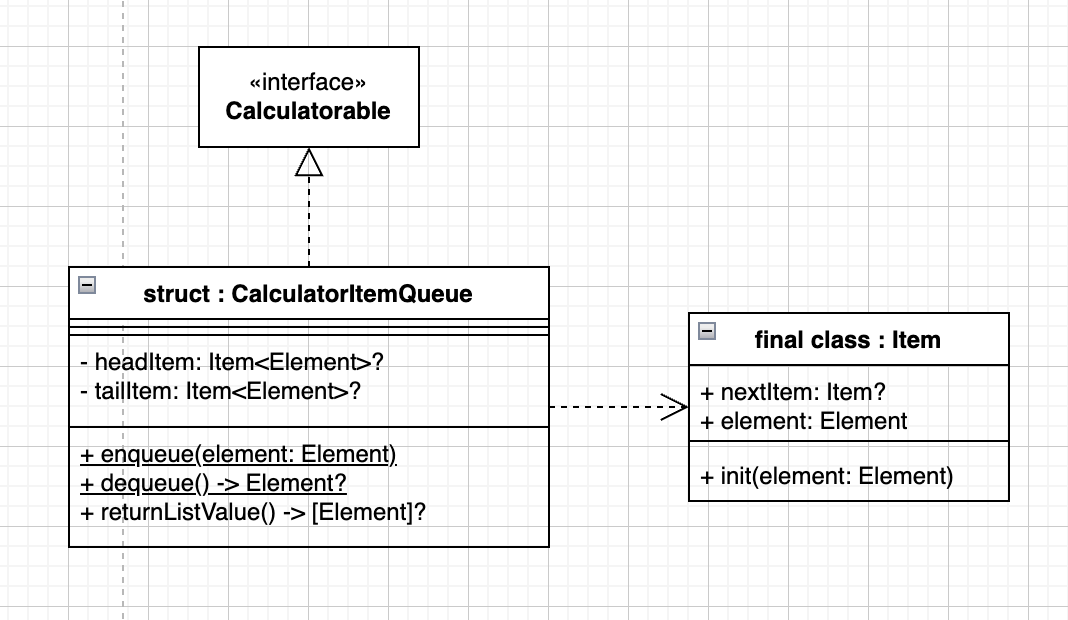 «interface»
Calculatorable
struct : CalculatorItemQueue
- headItem: Item<Element>?
- tailItem: Item<Element>?
+ enqueue(element: Element)
+ dequeue() -> Element?
+ returnListValue() -> [Element]?
final class : Item
+ nextItem: Item?
+ element: Element
+ init(element: Element)